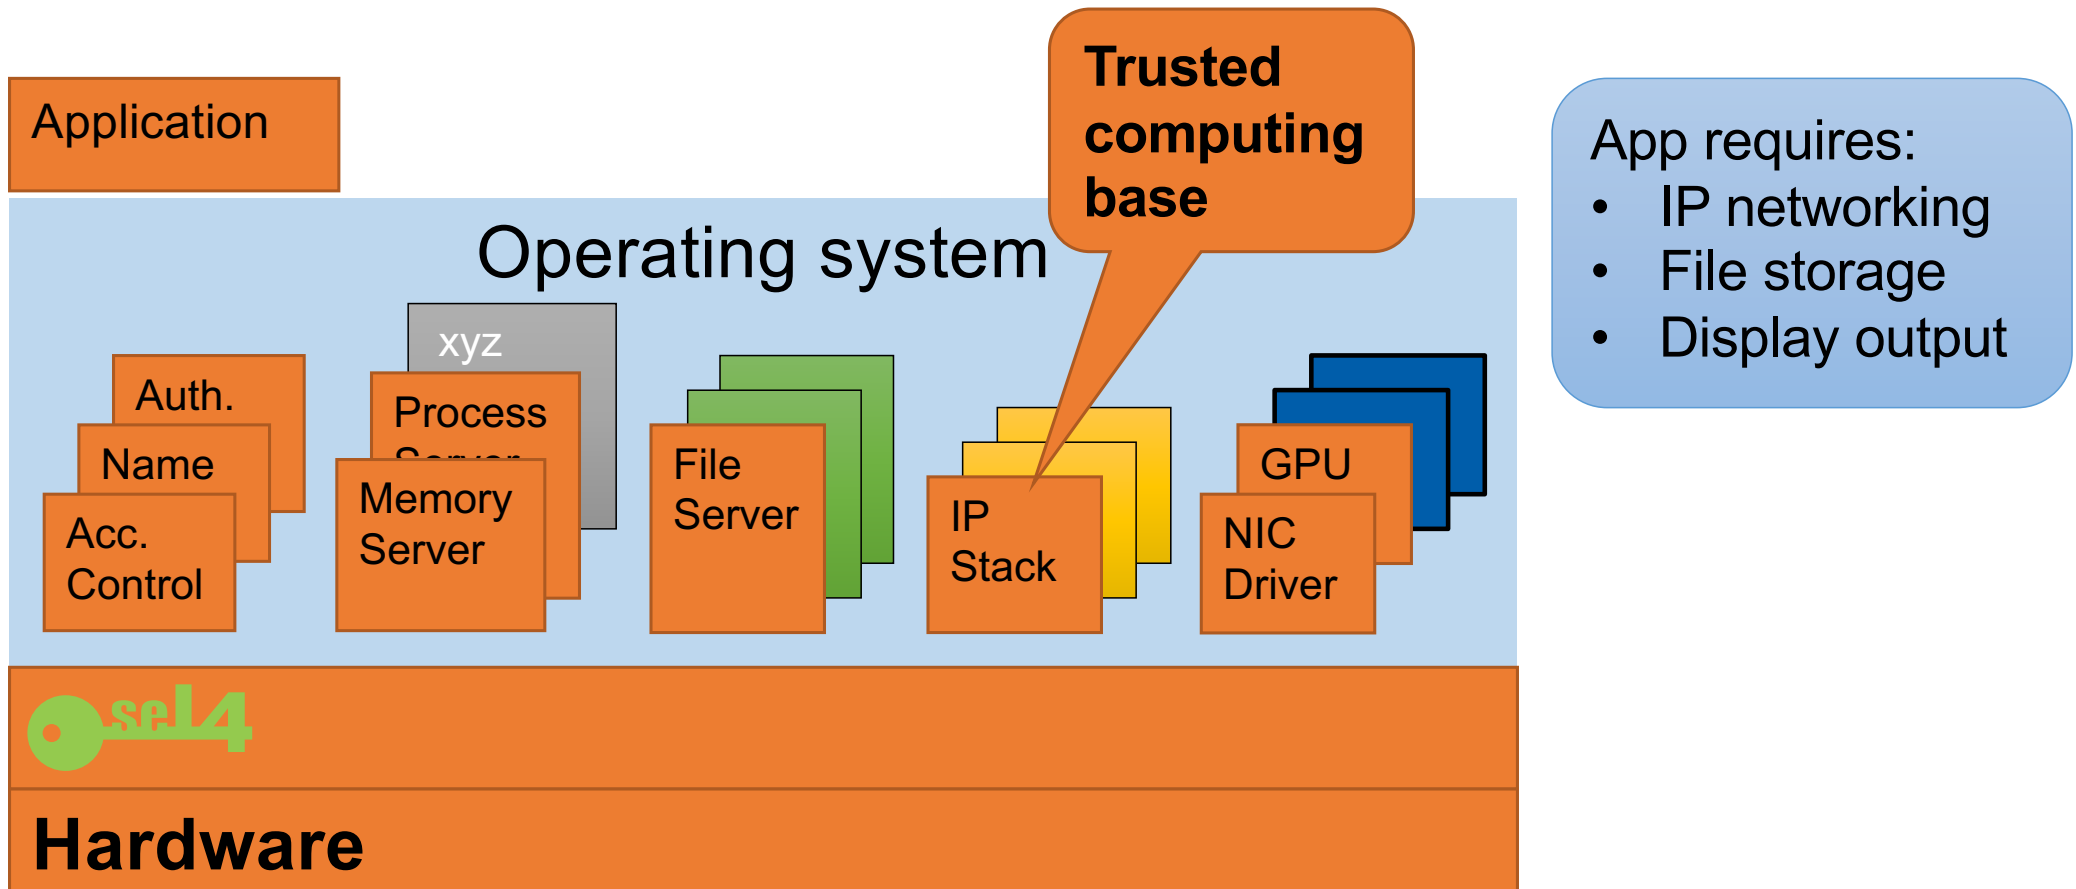 Trusted
computing
base
Application
App requires:
• IP networking
• File storage
• Display output
Operating system
xyz
Auth.
Name
Acc.
Control
Process
Server
Memory
Server
File
Server
IP
Stack
GPU
NIC
Driver
seL4
Hardware